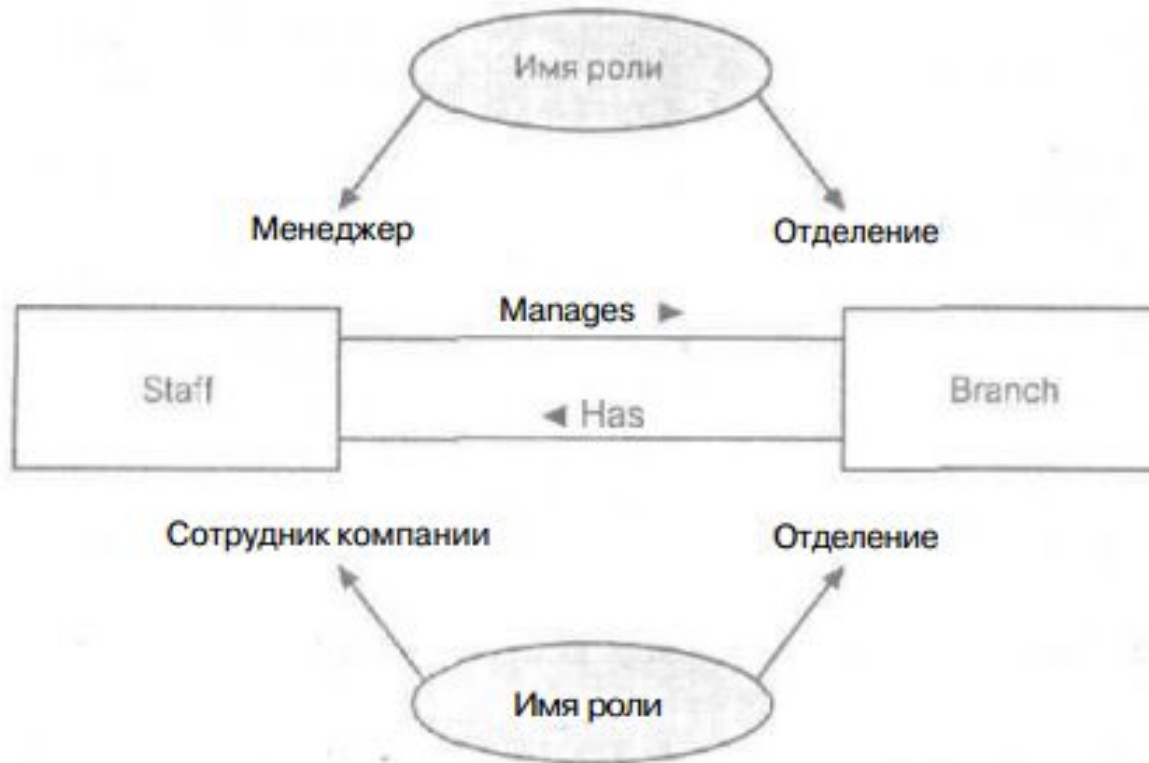 Имя роли
Менеджер
Отделение
Manages ►
Staff
Branch
◄ Has
Сотрудник компании
Отделение
Имя роли